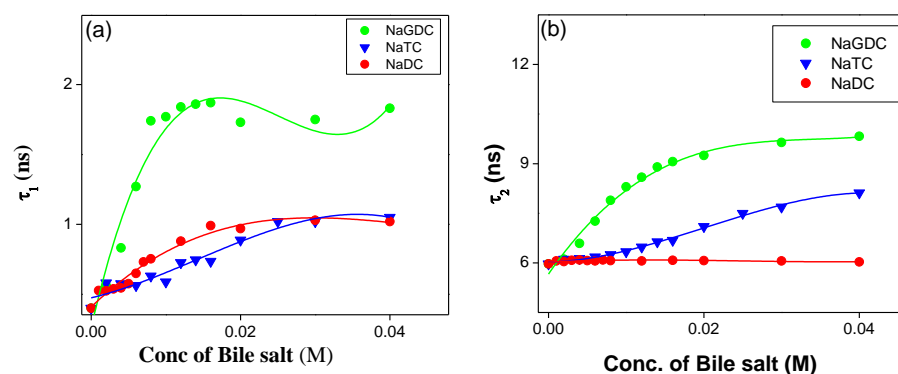 (a)
NaGDC
NaTC
NaDC
2
1
τ1 (ns)
0.00
0.02
0.04
Conc of Bile salt (M)
(b)
NaGDC
NaTC
NaDC
12
9
6
τ2 (ns)
0.00
0.02
0.04
Conc. of Bile salt (M)